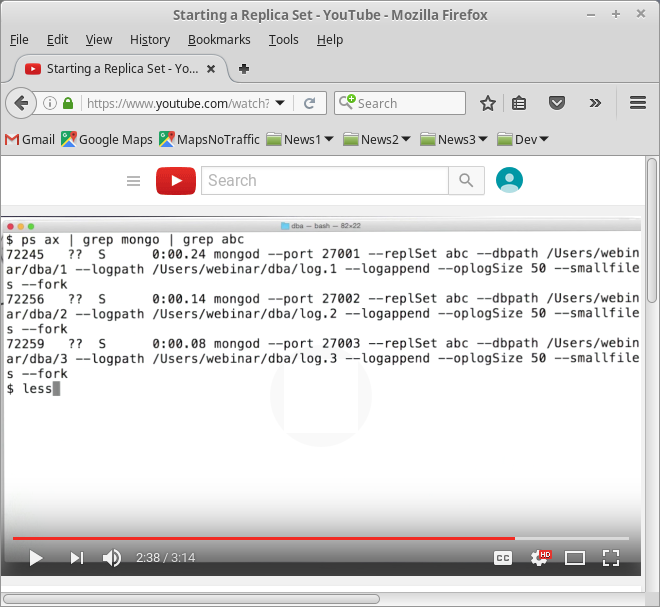 Starting a Replica Set - YouTube - Mozilla Firefox
File Edit View History Bookmarks Tools Help
Starting a Replica Set - Yo...
https://www.youtube.com/watch? Search
Gmail Google Maps MapsNoTraffic News1 News2 News3 Dev
Search
dba — bash — 82×22
$ ps ax | grep mongo | grep abc
72245 ?? S 0:00.24 mongod --port 27001 --replSet abc --dbpath /Users/webin
ar/dba/1 --logpath /Users/webinar/dba/log.1 --logappend --oplogSize 50 --smallfile
s --fork
72256 ?? S 0:00.14 mongod --port 27002 --replSet abc --dbpath /Users/webin
ar/dba/2 --logpath /Users/webinar/dba/log.2 --logappend --oplogSize 50 --smallfile
s --fork
72259 ?? S 0:00.08 mongod --port 27003 --replSet abc --dbpath /Users/webin
ar/dba/3 --logpath /Users/webinar/dba/log.3 --logappend --oplogSize 50 --smallfile
s --fork
$ less
2:38 / 3:14 CC HD